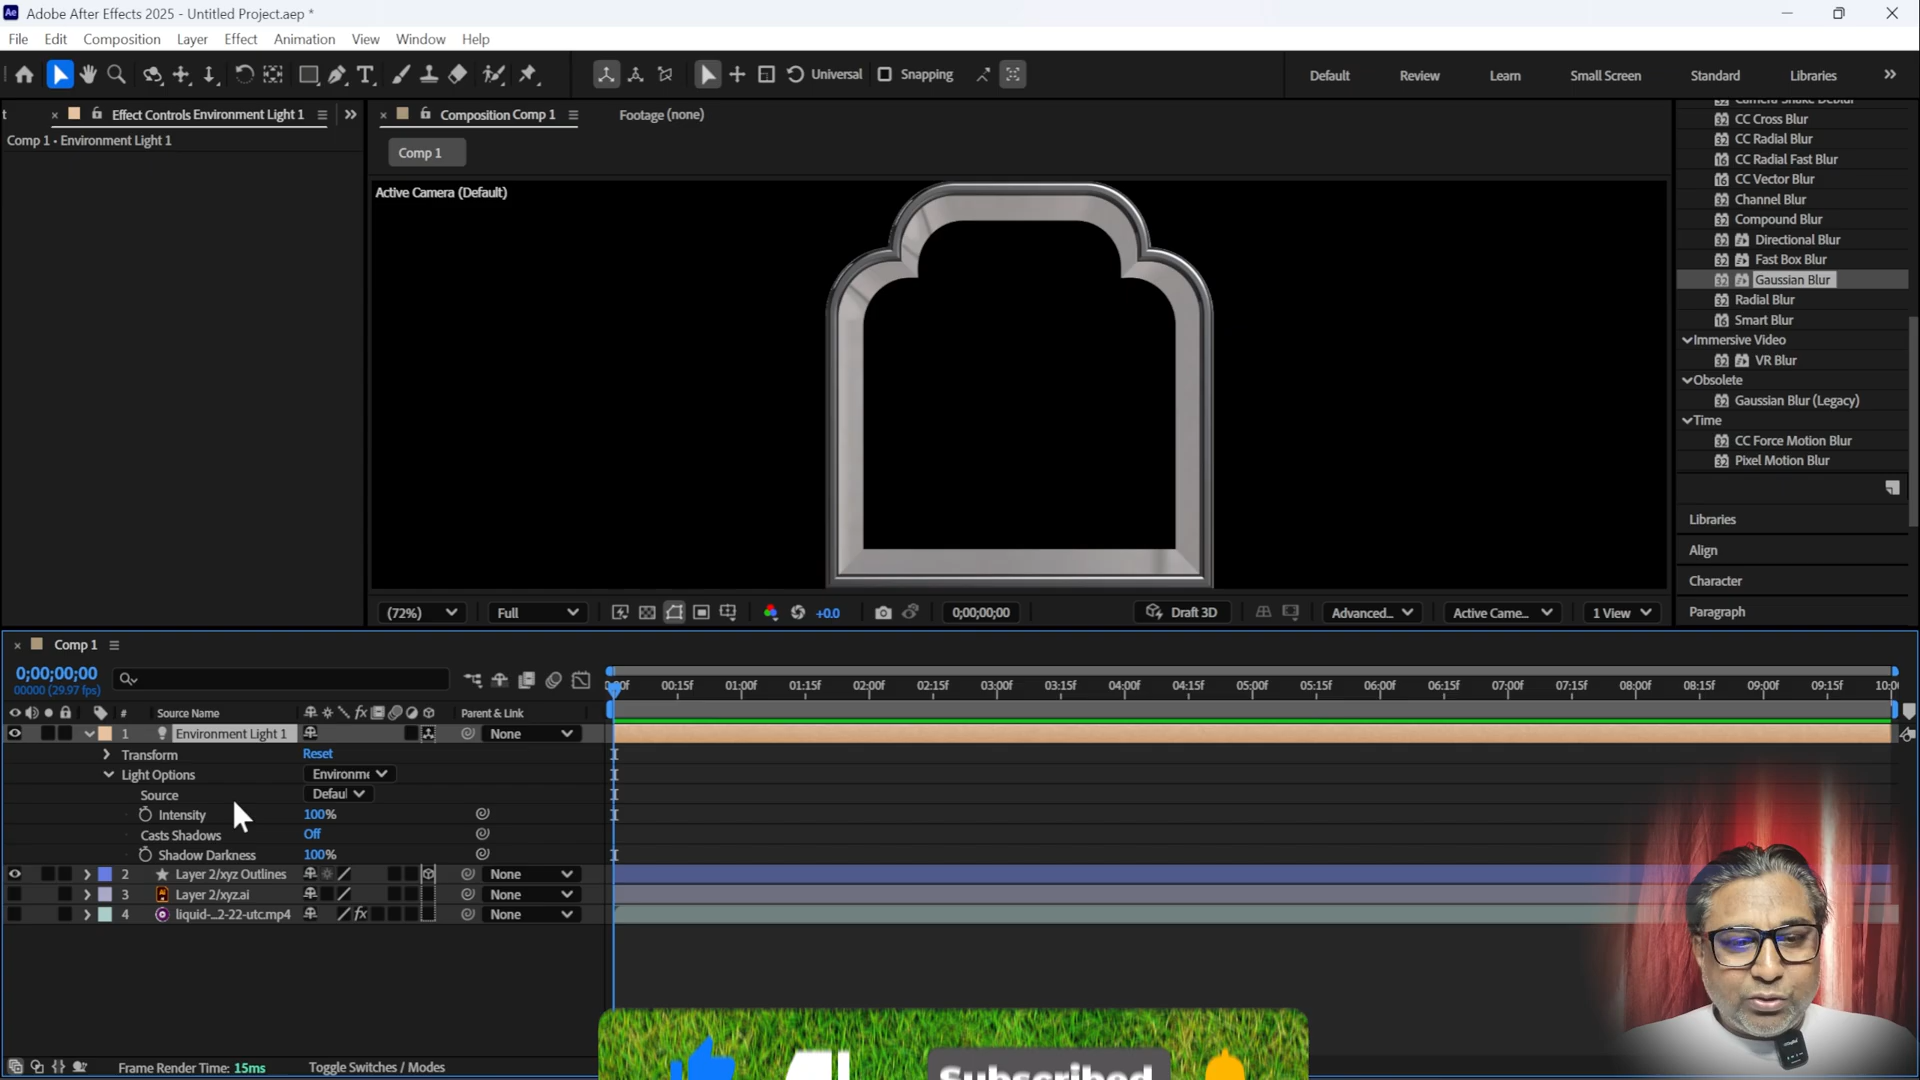 Adobe After Effects 2025 - Untitled Project.aep *
File Edit Composition Layer Effect Animation View Window Help
Universal Snapping Default Review Learn Small Screen Standard Libraries
Effect Controls Environment Light 1
Comp 1 • Environment Light 1
Composition Comp 1
Footage (none)
Comp 1
Active Camera (Default)
CC Cross Blur
CC Radial Blur
CC Radial Fast Blur
CC Vector Blur
Channel Blur
Compound Blur
Directional Blur
Fast Box Blur
Gaussian Blur
Radial Blur
Smart Blur
Immersive Video
VR Blur
Obsolete
Gaussian Blur (Legacy)
Time
CC Force Motion Blur
Pixel Motion Blur
Libraries
Align
Character
Paragraph
(72%) Full +0.0 0;00;00;00 Draft 3D Advanced... Active Came... 1 View
Comp 1
0;00;00;00
00000 (29.97 fps)
00:15f 01:00f 01:15f 02:00f 02:15f 03:00f 03:15f 04:00f 04:15f 05:00f 05:15f 06:00f 06:15f 07:00f 07:15f 08:00f 08:15f 09:00f 09:15f 10:0
# Source Name Parent & Link
1 Environment Light 1 None
Transform Reset
Light Options Environme
Source Defaul
Intensity 100%
Casts Shadows Off
Shadow Darkness 100%
2 Layer 2/xyz Outlines None
3 Layer 2/xyz.ai None
4 liquid-...2-22-utc.mp4 None
Frame Render Time: 15ms Toggle Switches / Modes
Subscribed